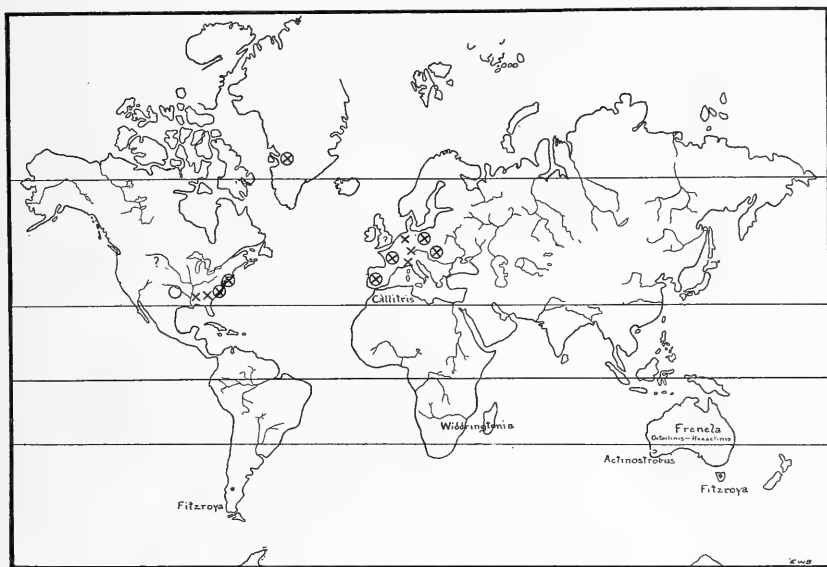 ?
?
Callitris
Widdringtonia
Frenela
Octoclinis-Hexaclinis
Actinostrobus
Fitzroya
Fitzroya
EWB